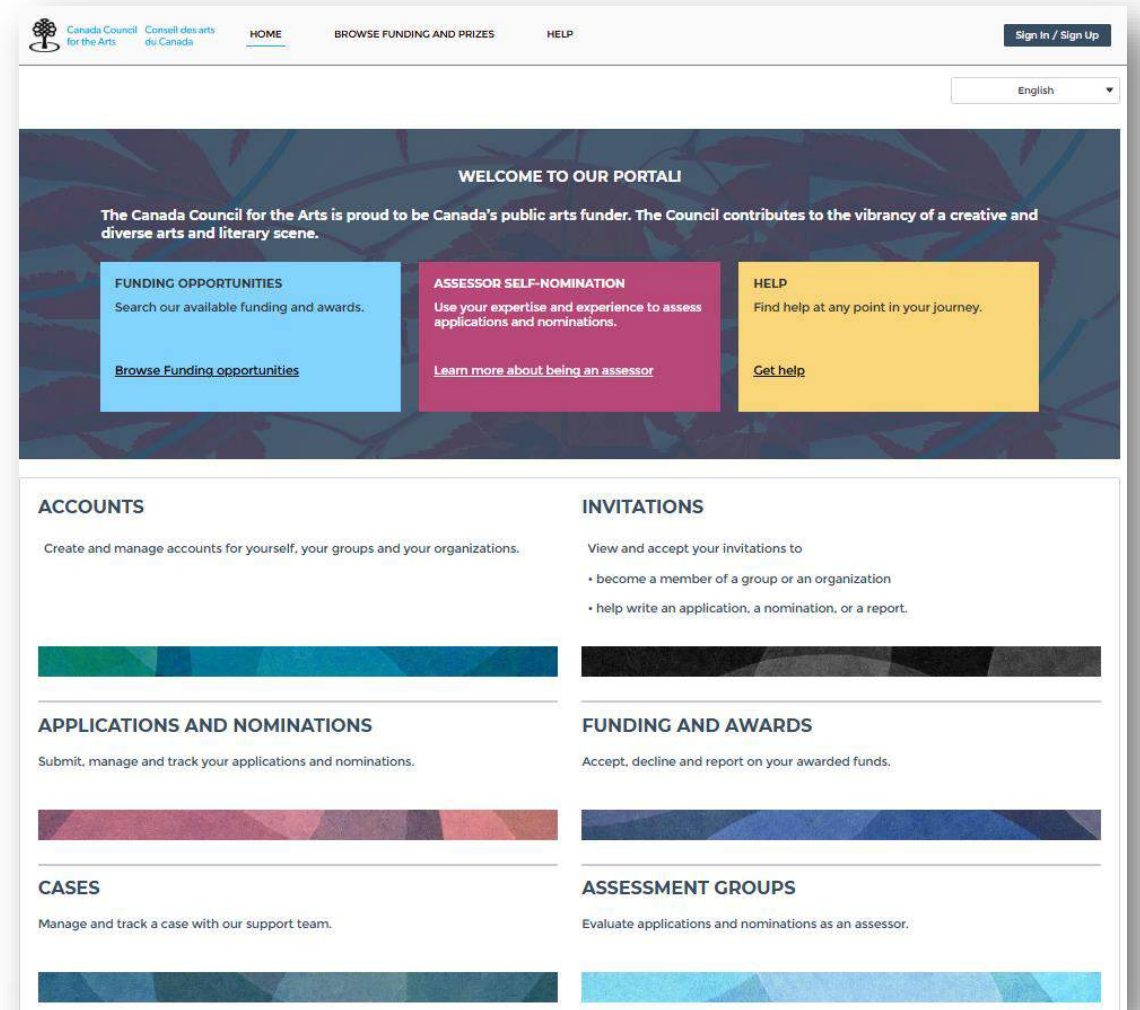 Canada Council Conseil des arts
for the Arts du Canada
HOME
BROWSE FUNDING AND PRIZES
HELP
Sign In / Sign Up
English
WELCOME TO OUR PORTAL!
The Canada Council for the Arts is proud to be Canada's public arts funder. The Council contributes to the vibrancy of a creative and
diverse arts and literary scene.
FUNDING OPPORTUNITIES
Search our available funding and awards.
Browse Funding opportunities
ASSESSOR SELF-NOMINATION
Use your expertise and experience to assess
applications and nominations.
Learn more about being an assessor
HELP
Find help at any point in your journey.
Get help
ACCOUNTS
Create and manage accounts for yourself, your groups and your organizations.
INVITATIONS
View and accept your invitations to
• become a member of a group or an organization
• help write an application, a nomination, or a report.
APPLICATIONS AND NOMINATIONS
Submit, manage and track your applications and nominations.
FUNDING AND AWARDS
Accept, decline and report on your awarded funds.
CASES
Manage and track a case with our support team.
ASSESSMENT GROUPS
Evaluate applications and nominations as an assessor.